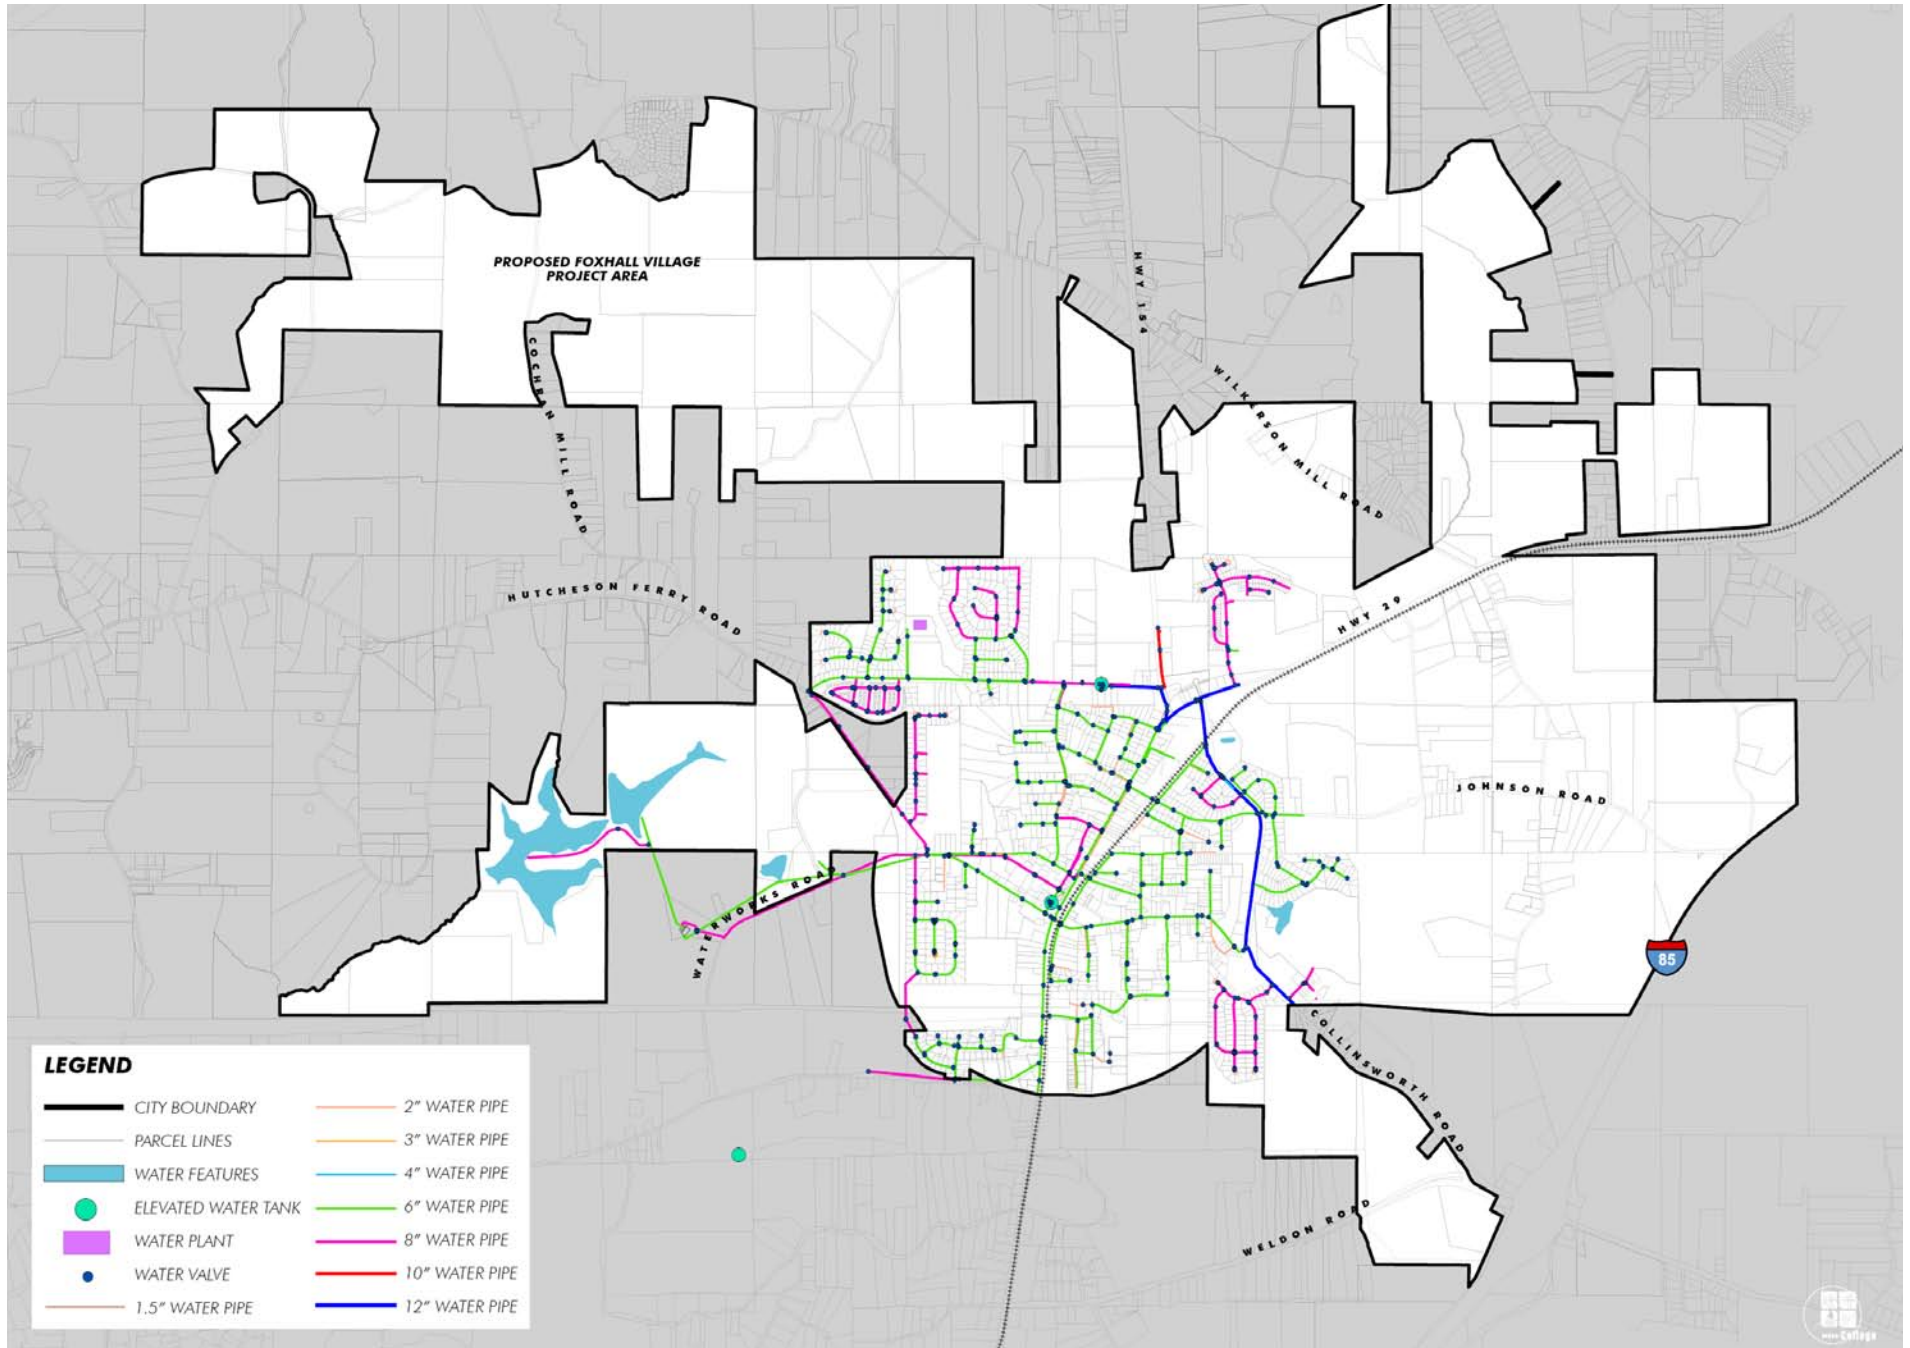 PROPOSED FOXHALL VILLAGE
PROJECT AREA
HWY 154
COCHRAN MILL ROAD
WILKERSON MILL ROAD
HUTCHESON FERRY ROAD
HWY 29
JOHNSON ROAD
WATERWORKS ROAD
85
COLLINSWORTH ROAD
WELDON ROAD
LEGEND
CITY BOUNDARY
PARCEL LINES
WATER FEATURES
ELEVATED WATER TANK
WATER PLANT
WATER VALVE
1.5" WATER PIPE
2" WATER PIPE
3" WATER PIPE
4" WATER PIPE
6" WATER PIPE
8" WATER PIPE
10" WATER PIPE
12" WATER PIPE